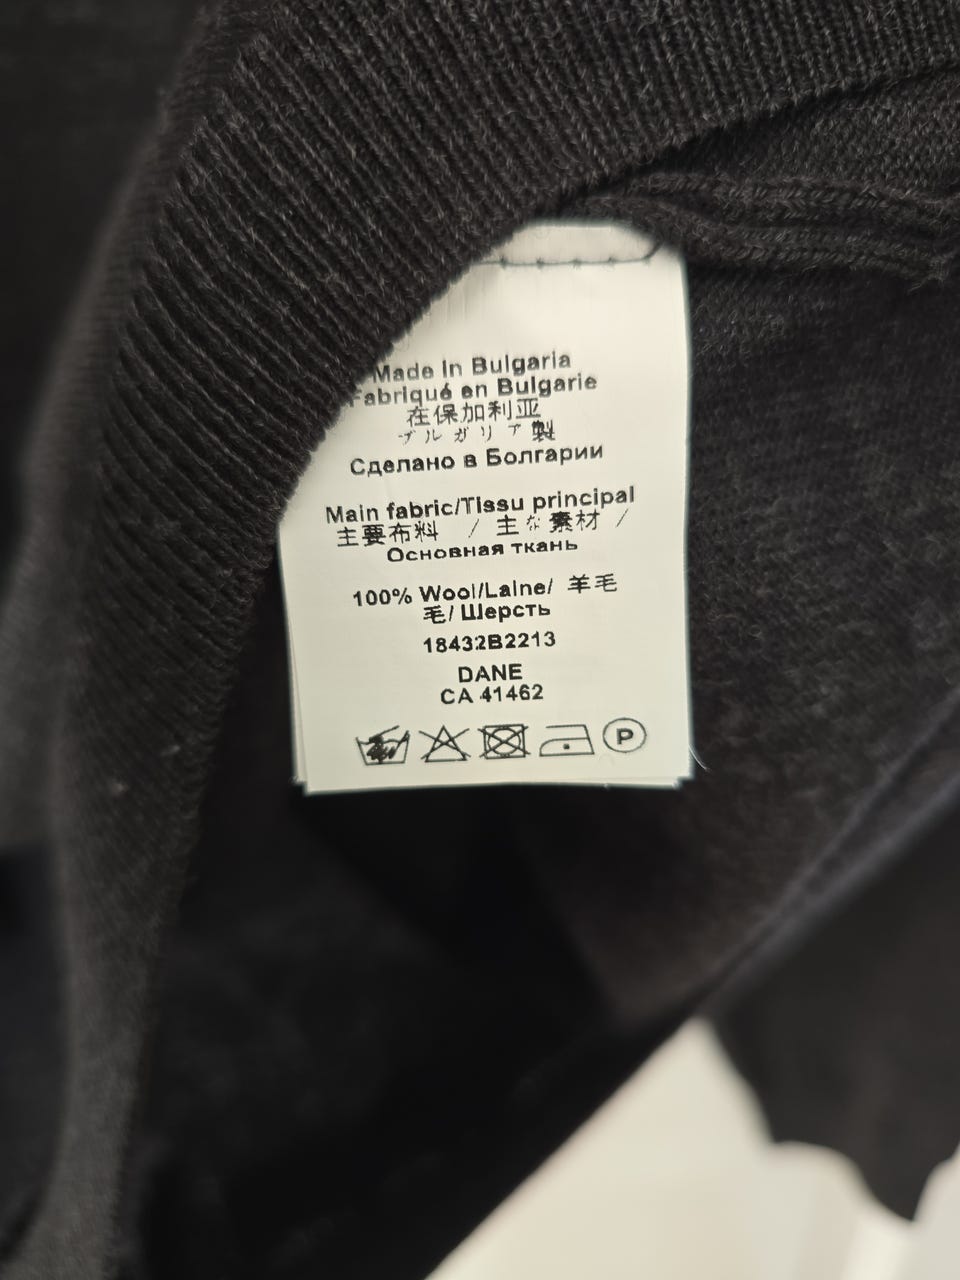 Made In Bulgaria
Fabriqué en Bulgarie
在保加利亚
ブルガリア製
Сделано в Болгарии
Main fabric/Tissu principal
主要布料 / 主な素材 /
Основная ткань
100% Wool/Laine/ 羊毛
毛/ Шерсть
18432B2213
DANE
CA 41462
P